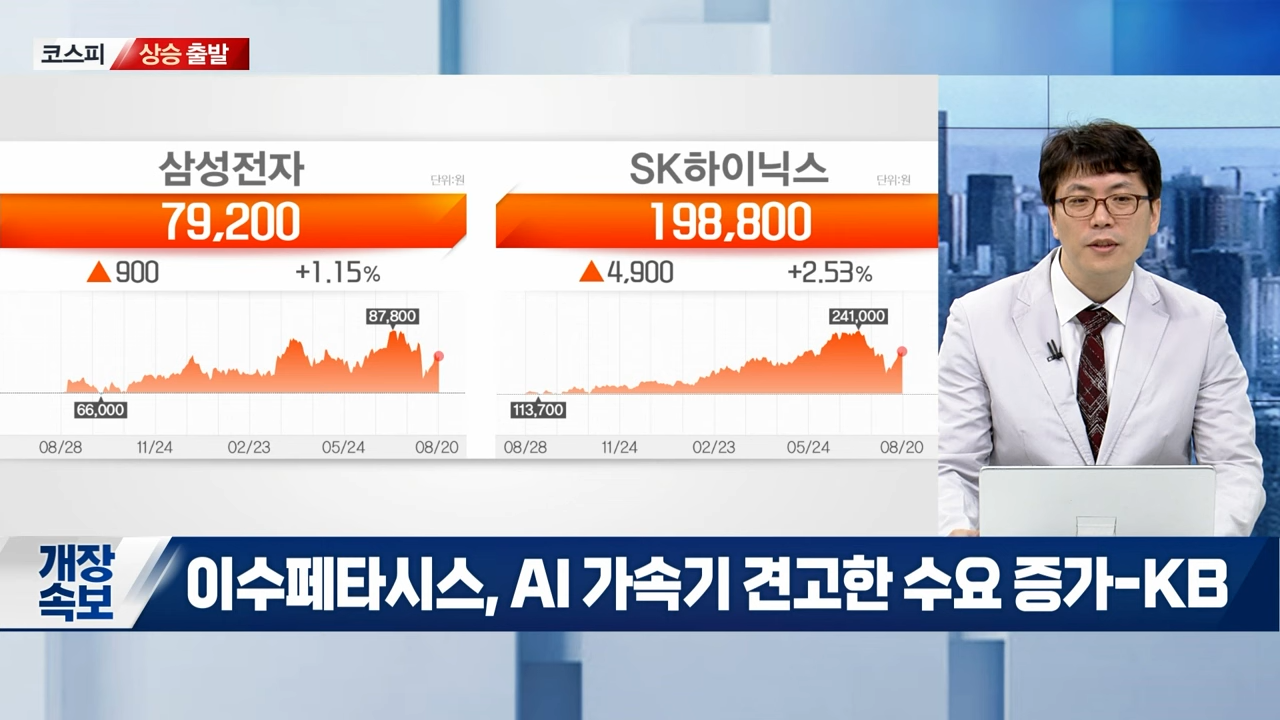 코스피 상승 출발
삼성전자
단위:원
79,200
▲900 +1.15%
87,800
66,000
08/28 11/24 02/23 05/24 08/20
SK하이닉스
단위:원
198,800
▲4,900 +2.53%
241,000
113,700
08/28 11/24 02/23 05/24 08/20
개장
속보
이수페타시스, AI 가속기 견고한 수요 증가-KB